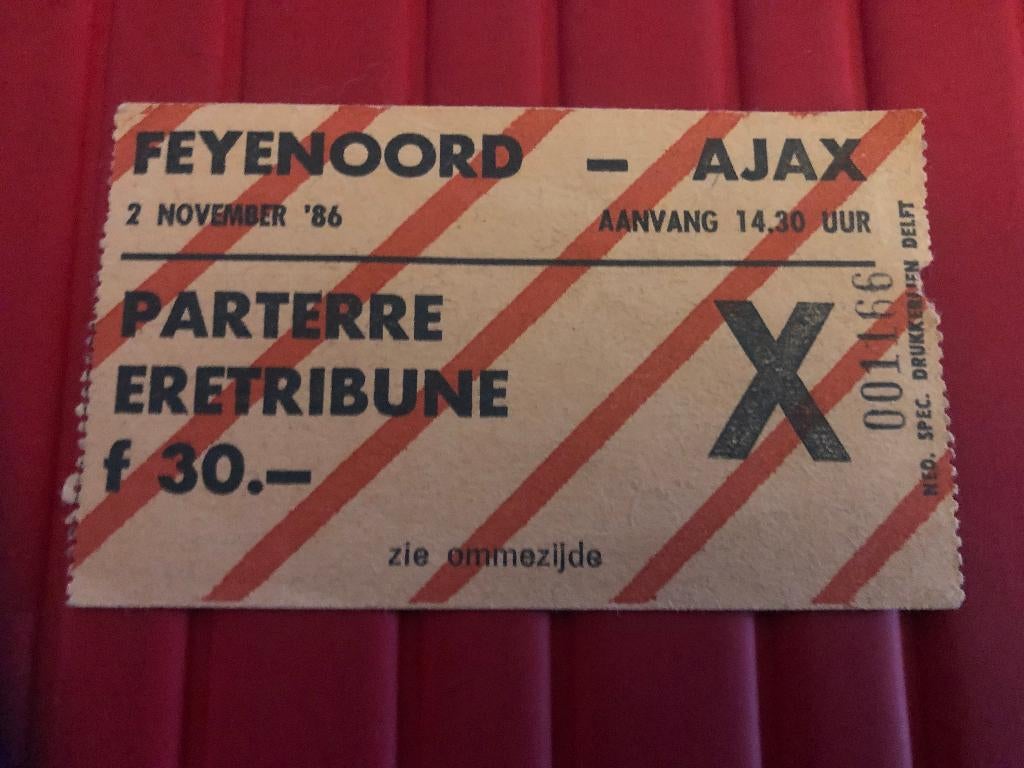 FEYENOORD – AJAX
2 NOVEMBER '86 AANVANG 14.30 UUR
PARTERRE
ERETRIBUNE
f 30.—
X
001166
NED. SPEC. DRUKKERIJEN DELFT
zie ommezijde